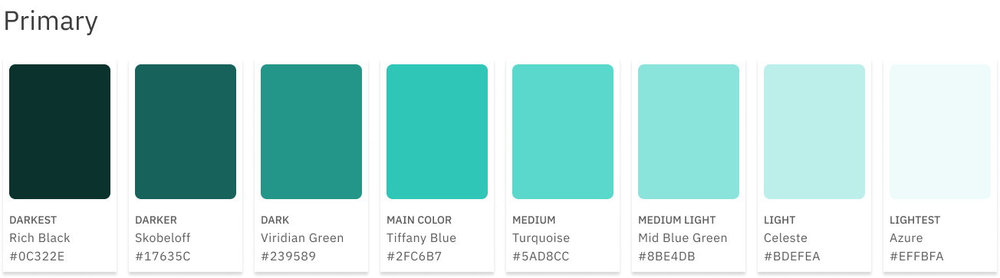 Primary
DARKEST
Rich Black
#0C322E
DARKER
Skobeloff
#17635C
DARK
Viridian Green
#239589
MAIN COLOR
Tiffany Blue
#2FC6B7
MEDIUM
Turquoise
#5AD8CC
MEDIUM LIGHT
Mid Blue Green
#8BE4DB
LIGHT
Celeste
#BDEFEA
LIGHTEST
Azure
#EFFBFA